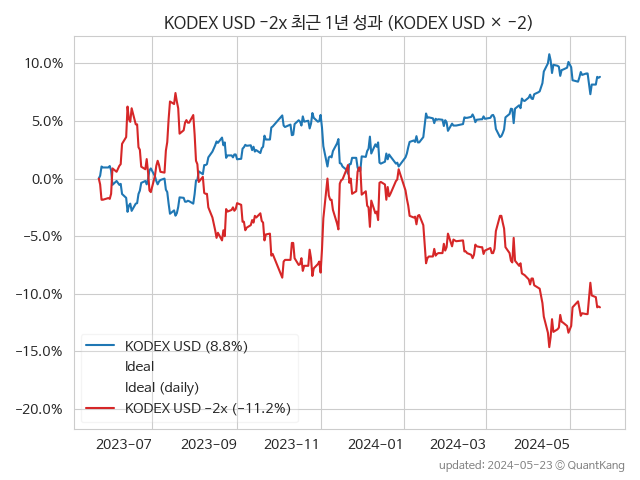 KODEX USD −2x 최근 1년 성과 (KODEX USD × −2)
10.0%
5.0%
0.0%
−5.0%
−10.0%
−15.0%
−20.0%
KODEX USD (8.8%)
Ideal
Ideal (daily)
KODEX USD −2x (−11.2%)
2023-07 2023-09 2023-11 2024-01 2024-03 2024-05
updated: 2024-05-23 © QuantKang